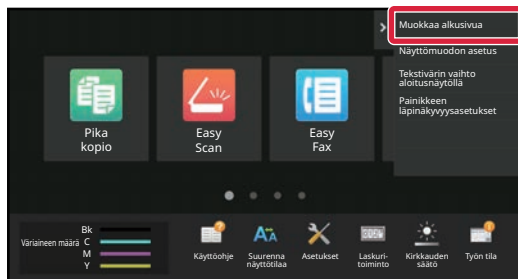 Muokkaa alkusivua
Näyttömuodon asetus
Tekstivärin vaihto
aloitusnäytöllä
Painikkeen
läpinäkyvyysasetukset
Pika
kopio
Easy
Scan
Easy
Fax
Väriaineen määrä
Bk
C
M
Y
Käyttöohje
Suurenna
näyttötilaa
Asetukset
Laskuri-
toiminto
Kirkkauden
säätö
Työn tila